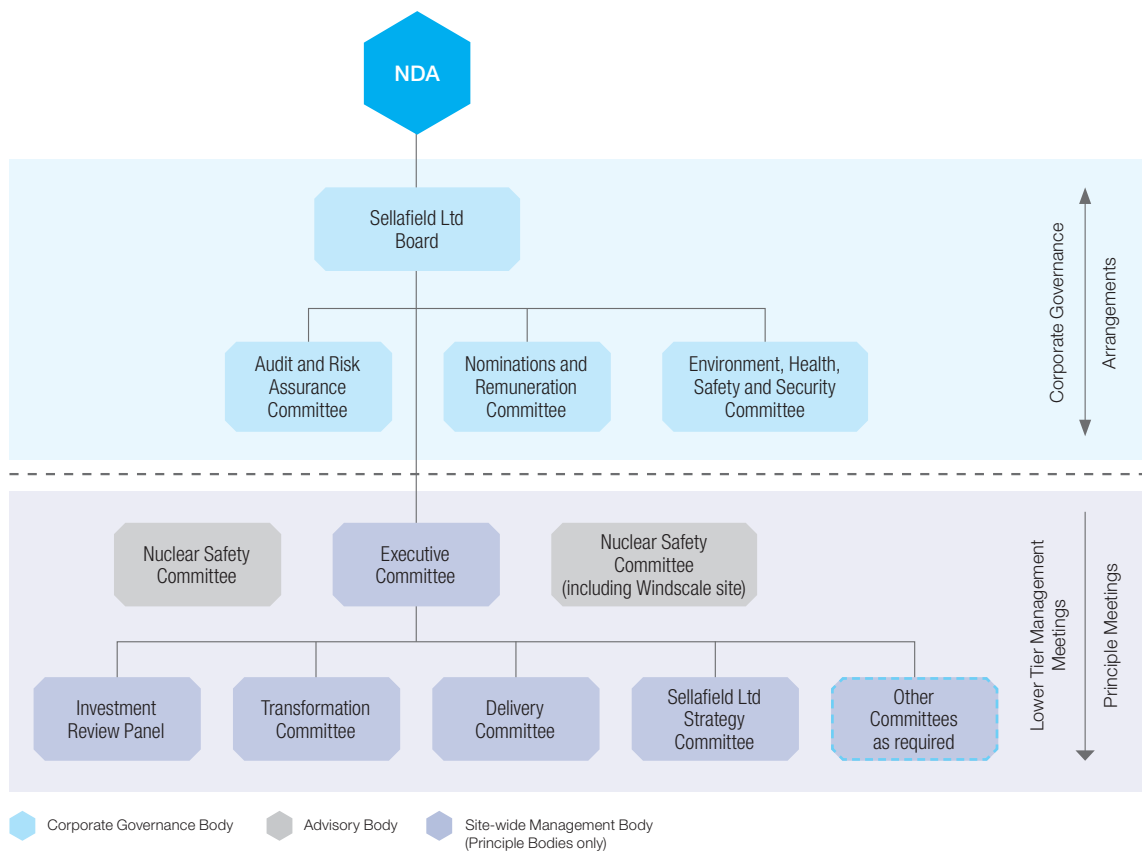 NDA
Sellafield Ltd
Board
Audit and Risk
Assurance
Committee
Nominations and
Remuneration
Committee
Environment, Health,
Safety and Security
Committee
Corporate Governance
Arrangements
Nuclear Safety
Committee
Executive
Committee
Nuclear Safety
Committee
(including Windscale site)
Investment
Review Panel
Transformation
Committee
Delivery
Committee
Sellafield Ltd
Strategy
Committee
Other
Committees
as required
Lower Tier Management
Meetings
Principle Meetings
Corporate Governance Body
Advisory Body
Site-wide Management Body
(Principle Bodies only)